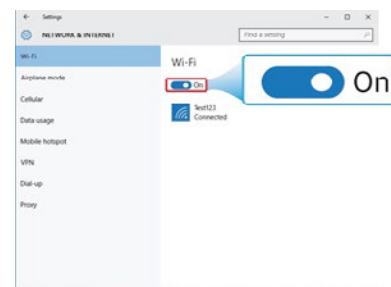 Settings
NETWORK & INTERNET
Find a setting
Wi-Fi
Airplane mode
Cellular
Data usage
Mobile hotspot
VPN
Dial-up
Proxy
Wi-Fi
On
On
Test123
Connected